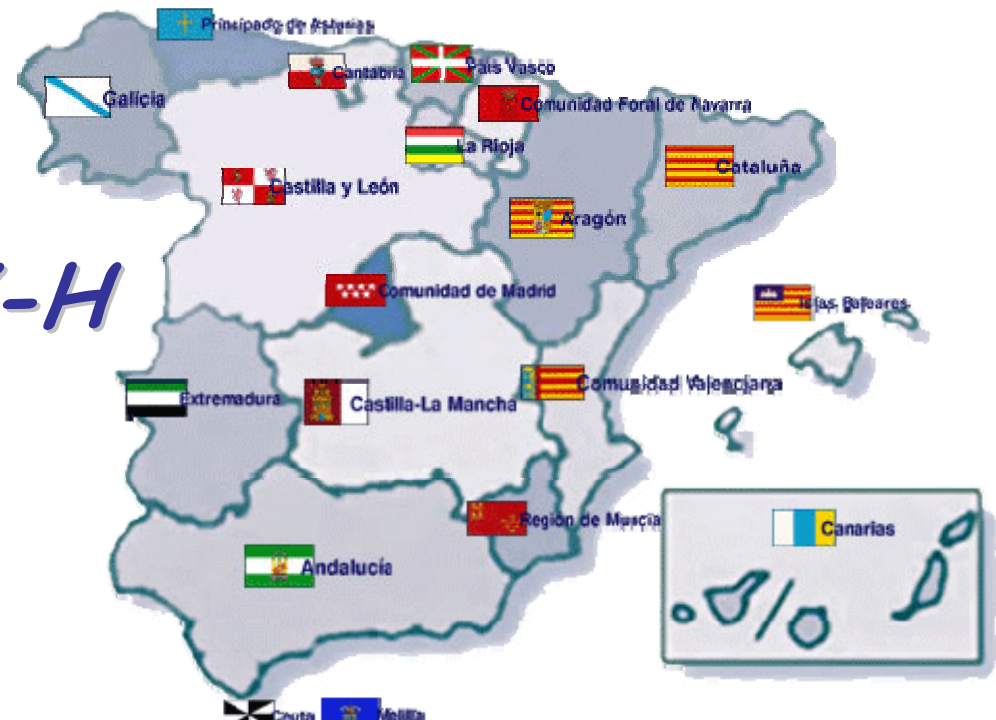 Principado de Asturias
Cantabria
País Vasco
Galicia
Comunidad Foral de Navarra
La Rioja
Cataluña
Castilla y León
Aragón
-H
Comunidad de Madrid
Islas Baleares
Extremadura
Castilla-La Mancha
Comunidad Valenciana
Región de Murcia
Canarias
Andalucía
Ceuta
Melilla